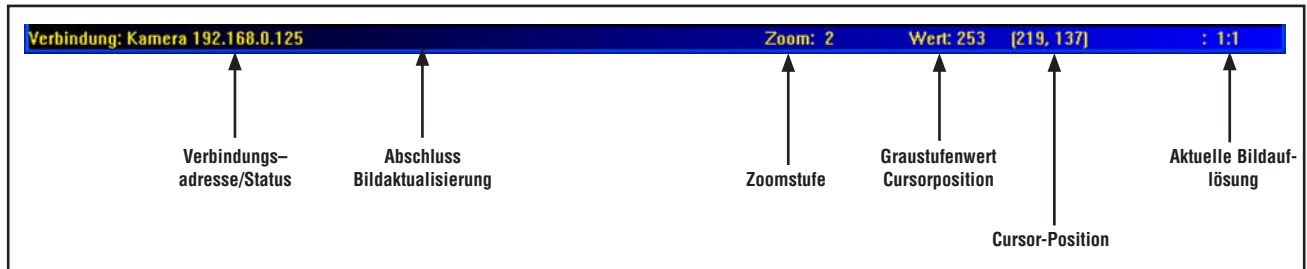 Verbindung: Kamera 192.168.0.125 Zoom: 2 Wert: 253 (219, 137) : 1:1
Verbindungs–
adresse/Status
Abschluss
Bildaktualisierung
Zoomstufe
Graustufenwert
Cursorposition
Cursor-Position
Aktuelle Bildauf-
lösung